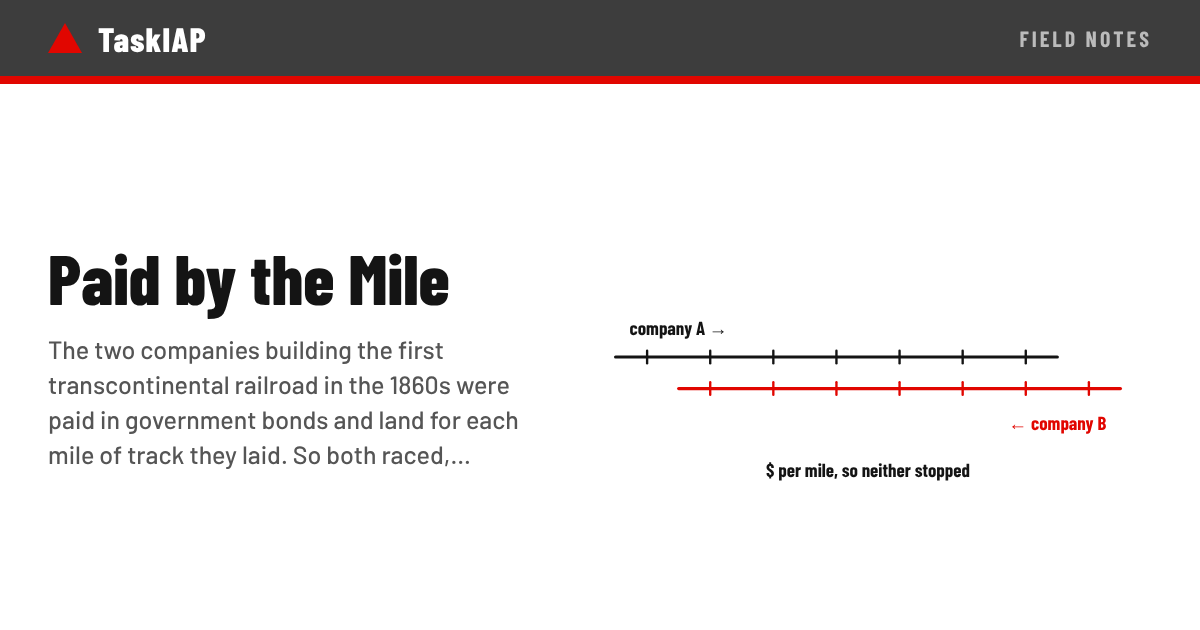 TaskIAP
FIELD NOTES
Paid by the Mile
The two companies building the first
transcontinental railroad in the 1860s were
paid in government bonds and land for each
mile of track they laid. So both raced,...
company A →
← company B
$ per mile, so neither stopped